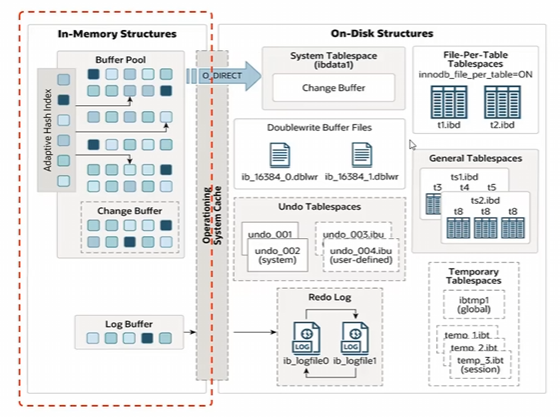 In-Memory Structures
Buffer Pool
Adaptive Hash Index
Change Buffer
Log Buffer
Operationing
System Cache
O_DIRECT
On-Disk Structures
System Tablespace
(ibdata1)
Change Buffer
File-Per-Table
Tablespaces
innodb_file_per_table=ON
t1.ibd
t2.ibd
Doublewrite Buffer Files
ib_16384_0.dblwr
ib_16384_1.dblwr
General Tablespaces
ts1.ibd
t3
t4
t5
ts2.ibd
t8
t8
t8
Undo Tablespaces
undo_001
undo_002
(system)
undo_003.ibu
undo_004.ibu
(user-defined)
Redo Log
LOG
LOG
ib_logfile0
ib_logfile1
Temporary
Tablespaces
ibtmp1
(global)
temp_1.ibt
temp_2.ibt
temp_3.ibt
(session)